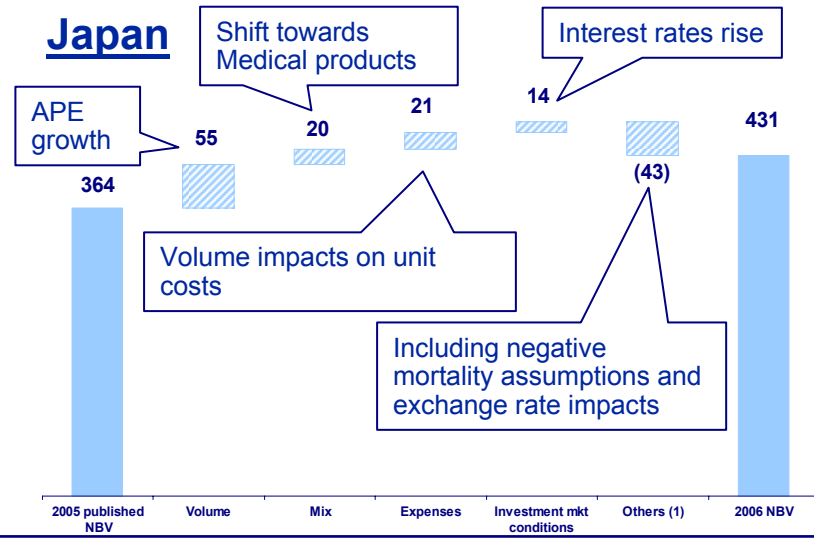 Japan
Shift towards
Medical products
Interest rates rise
APE
growth
364
55
20
21
14
(43)
431
Volume impacts on unit
costs
Including negative
mortality assumptions and
exchange rate impacts
2005 published
NBV
Volume
Mix
Expenses
Investment mkt
conditions
Others (1)
2006 NBV